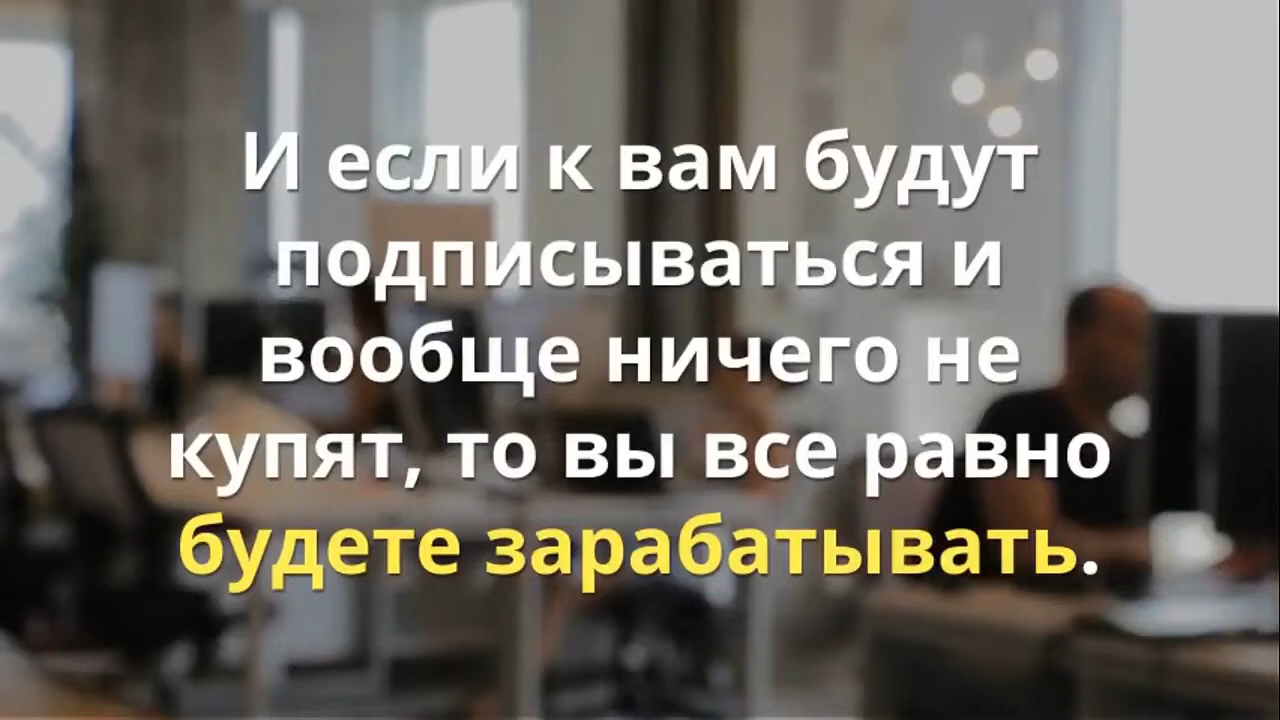 И если к вам будут
подписываться и
вообще ничего не
купят, то вы все равно
будете зарабатывать.